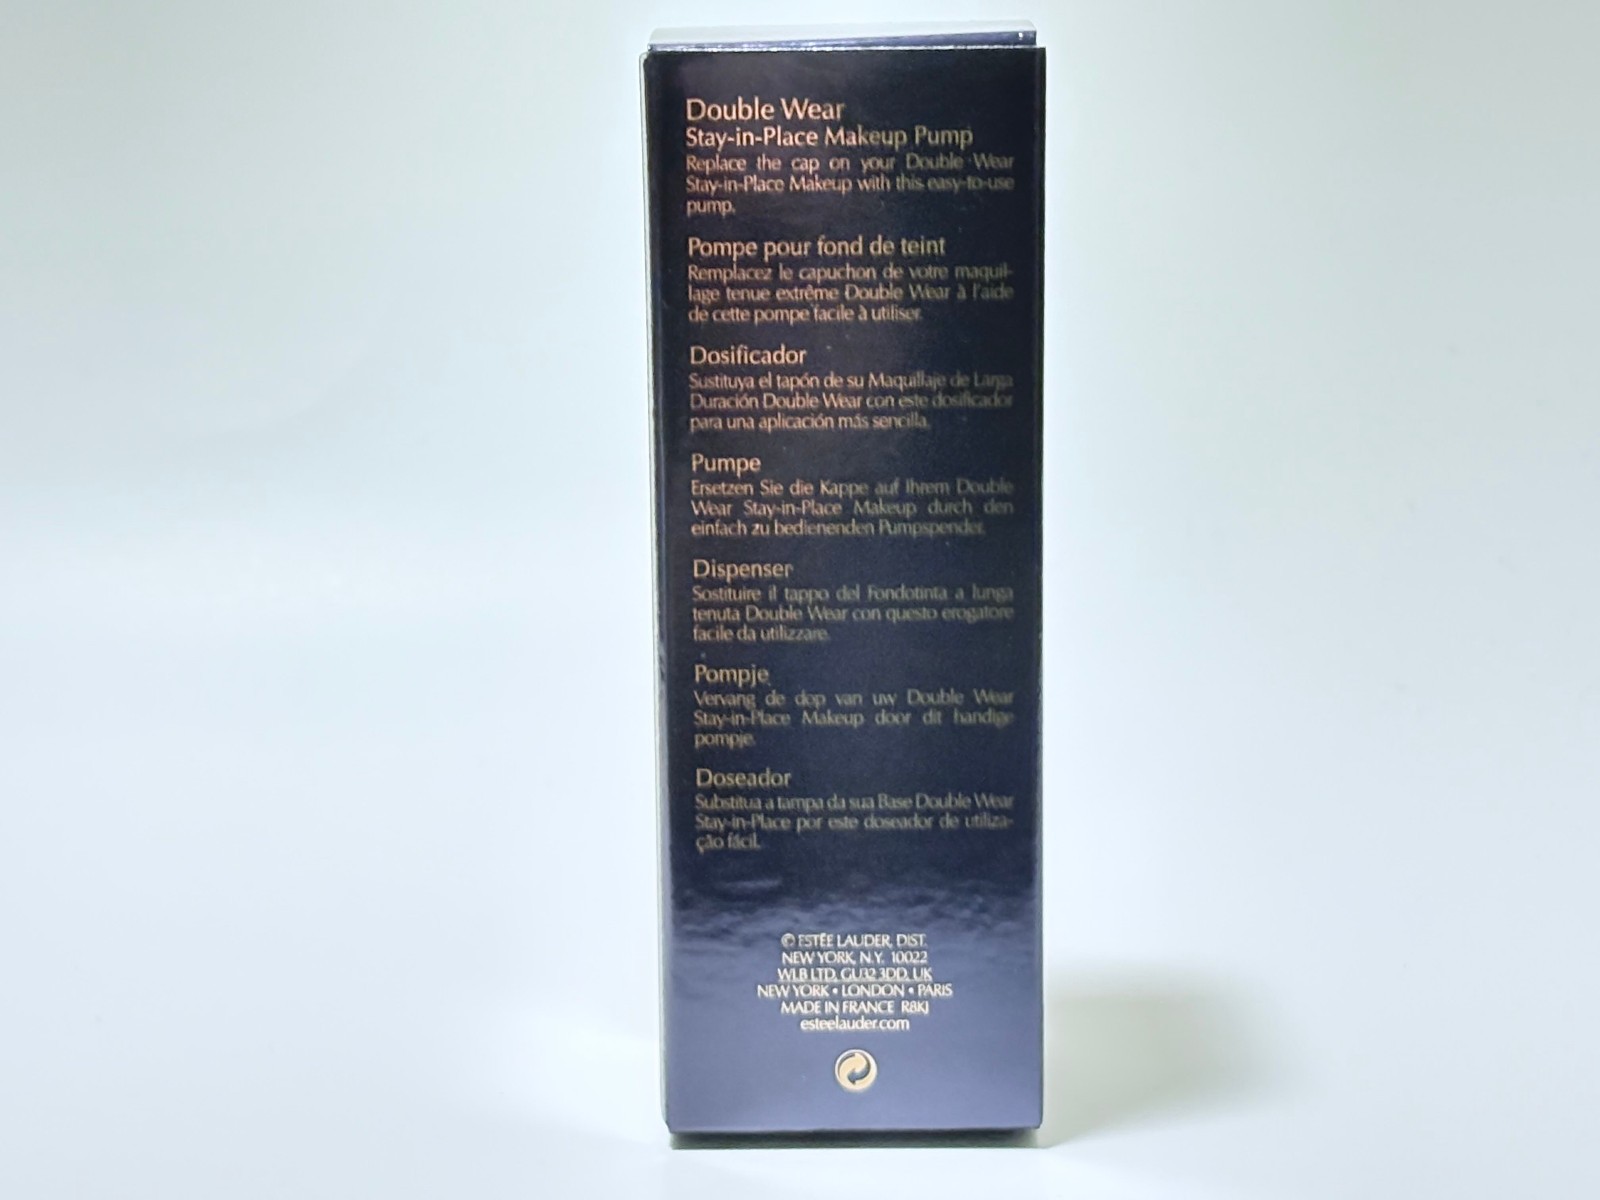 Double Wear
Stay-in-Place Makeup Pump
Replace the cap on your Double Wear
Stay-in-Place Makeup with this easy-to-use
pump.
Pompe pour fond de teint
Remplacez le capuchon de votre maquil-
lage tenue extrême Double Wear à l'aide
de cette pompe facile à utiliser.
Dosificador
Sustituya el tapón de su Maquillaje de Larga
Duración Double Wear con este dosificador
para una aplicación más sencilla.
Pumpe
Ersetzen Sie die Kappe auf Ihrem Double
Wear Stay-in-Place Makeup durch den
einfach zu bedienenden Pumpspender.
Dispenser
Sostituire il tappo del Fondotinta a lunga
tenuta Double Wear con questo erogatore
facile da utilizzare.
Pompje
Vervang de dop van uw Double Wear
Stay-in-Place Makeup door dit handige
pompje.
Doseador
Substitua a tampa da sua Base Double Wear
Stay-in-Place por este doseador de utiliza-
ção fácil.
© ESTÉE LAUDER, DIST.
NEW YORK, N.Y. 10022
WLB LTD, GU32 3DD, UK
NEW YORK • LONDON • PARIS
MADE IN FRANCE R8KJ
esteelauder.com